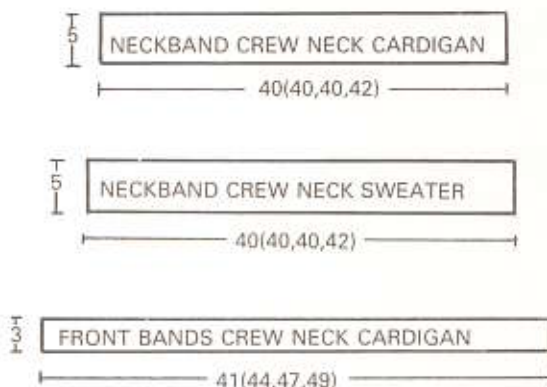 5
NECKBAND CREW NECK CARDIGAN
40(40,40,42)
5
NECKBAND CREW NECK SWEATER
40(40,40,42)
3
FRONT BANDS CREW NECK CARDIGAN
41(44,47,49)